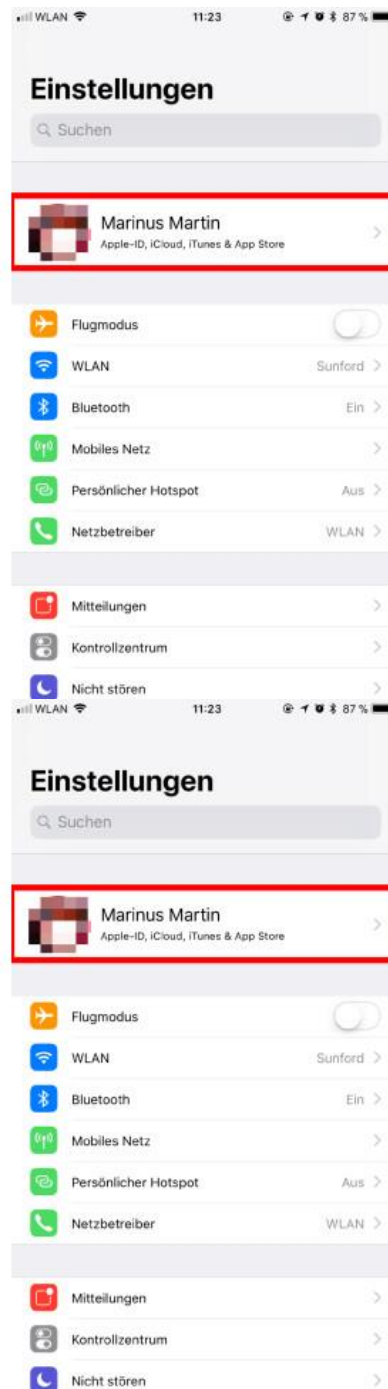 WLAN 11:23 87 %
Einstellungen
Suchen
Marinus Martin
Apple-ID, iCloud, iTunes & App Store
Flugmodus
WLAN Sunford
Bluetooth Ein
Mobiles Netz
Persönlicher Hotspot Aus
Netzbetreiber WLAN
Mitteilungen
Kontrollzentrum
Nicht stören
WLAN 11:23 87 %
Einstellungen
Suchen
Marinus Martin
Apple-ID, iCloud, iTunes & App Store
Flugmodus
WLAN Sunford
Bluetooth Ein
Mobiles Netz
Persönlicher Hotspot Aus
Netzbetreiber WLAN
Mitteilungen
Kontrollzentrum
Nicht stören